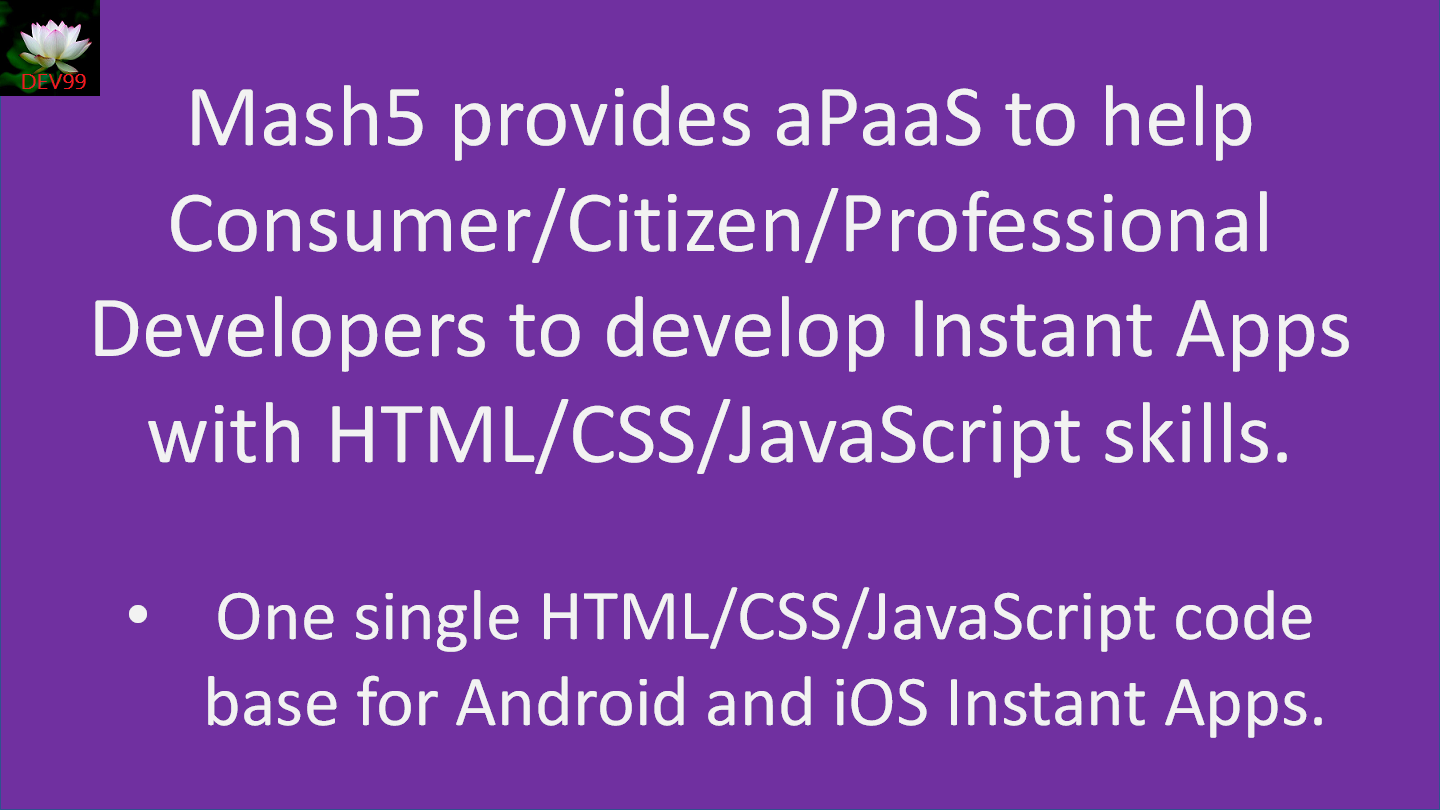 DEV99
Mash5 provides aPaaS to help
Consumer/Citizen/Professional
Developers to develop Instant Apps
with HTML/CSS/JavaScript skills.
• One single HTML/CSS/JavaScript code
base for Android and iOS Instant Apps.